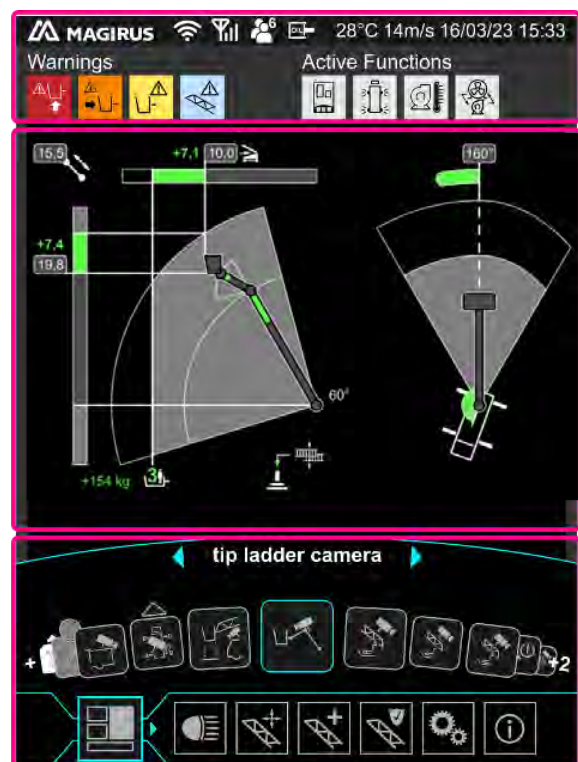 MAGIRUS 6 OIL 28°C 14m/s 16/03/23 15:33
Warnings Active Functions
15,5 +7,1 10,0 160°
+7,4
19,8
60°
+154 kg 3
tip ladder camera
+ +2